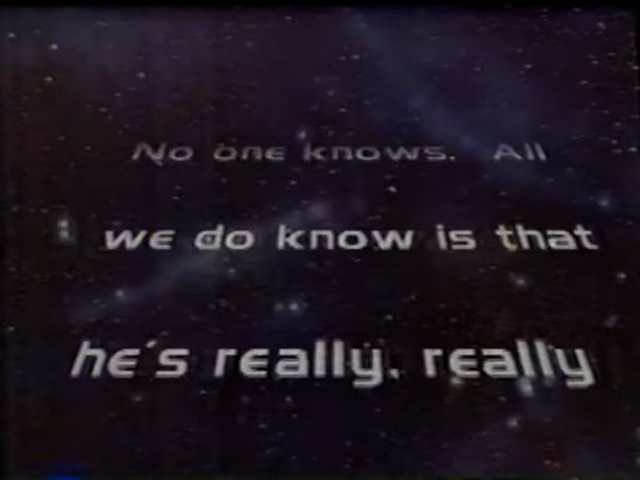 No one knows. All
we do know is that
he's really, really